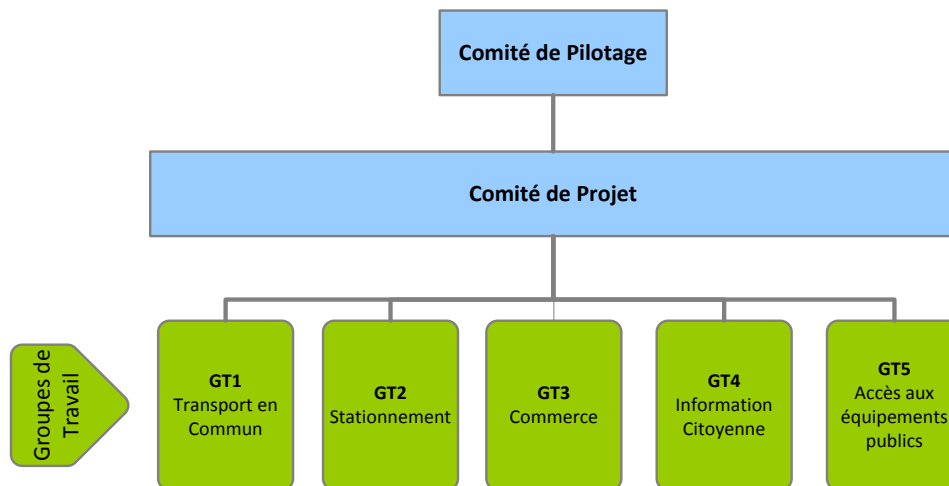 Comité de Pilotage
Comité de Projet
Groupes de
Travail
GT1
Transport en
Commun
GT2
Stationnement
GT3
Commerce
GT4
Information
Citoyenne
GT5
Accès aux
équipements
publics